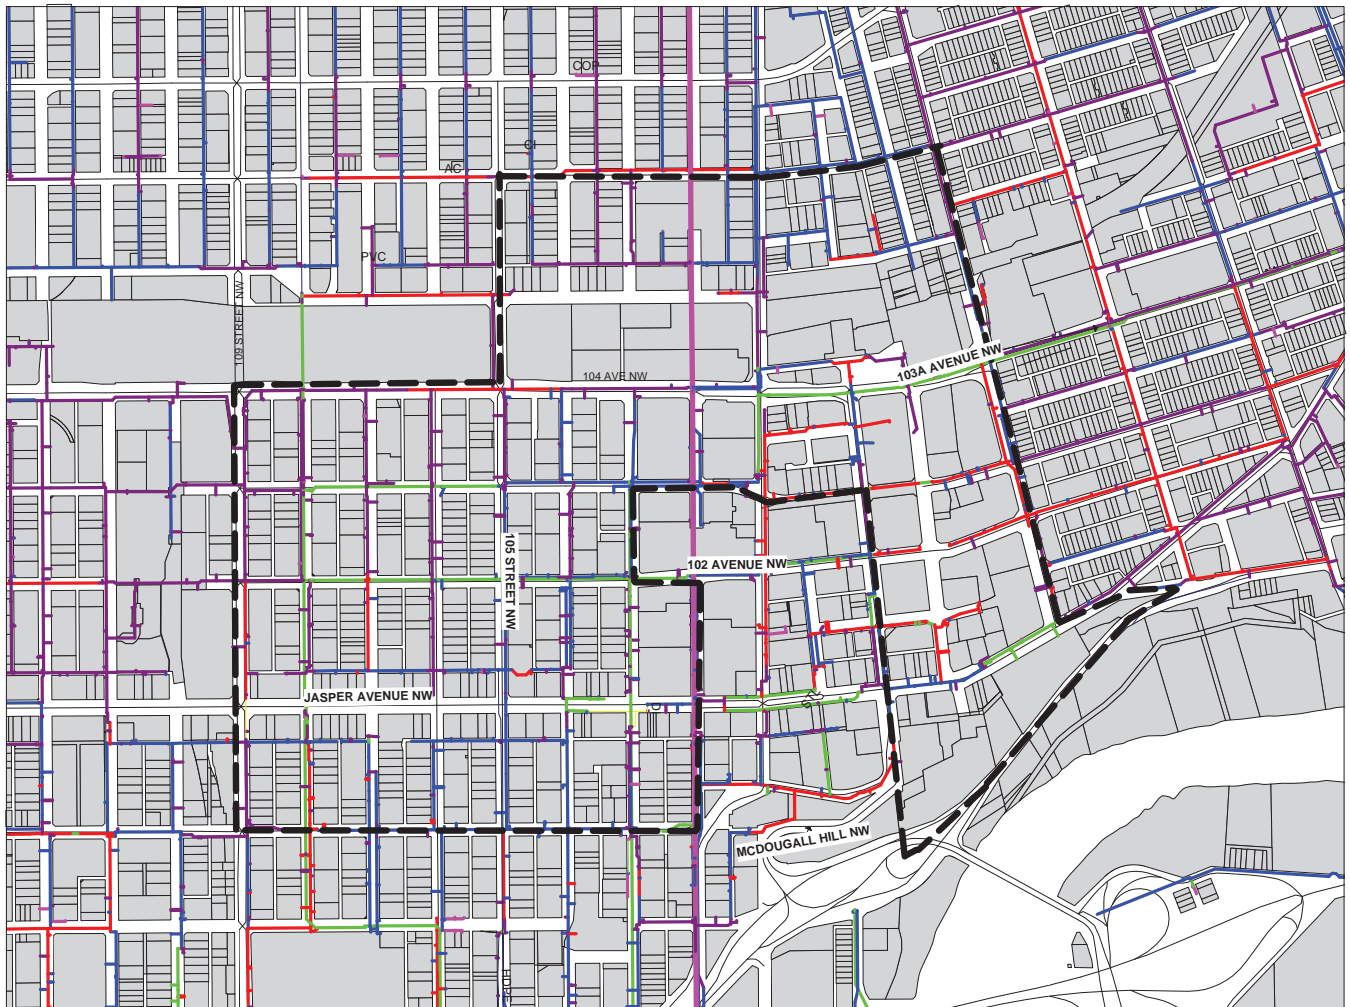 COP
CI
AC
PVC
109 STREET NW
103A AVENUE NW
104 AVE NW
105 STREET NW
102 AVENUE NW
JASPER AVENUE NW
MCDOUGALL HILL NW
HDPE